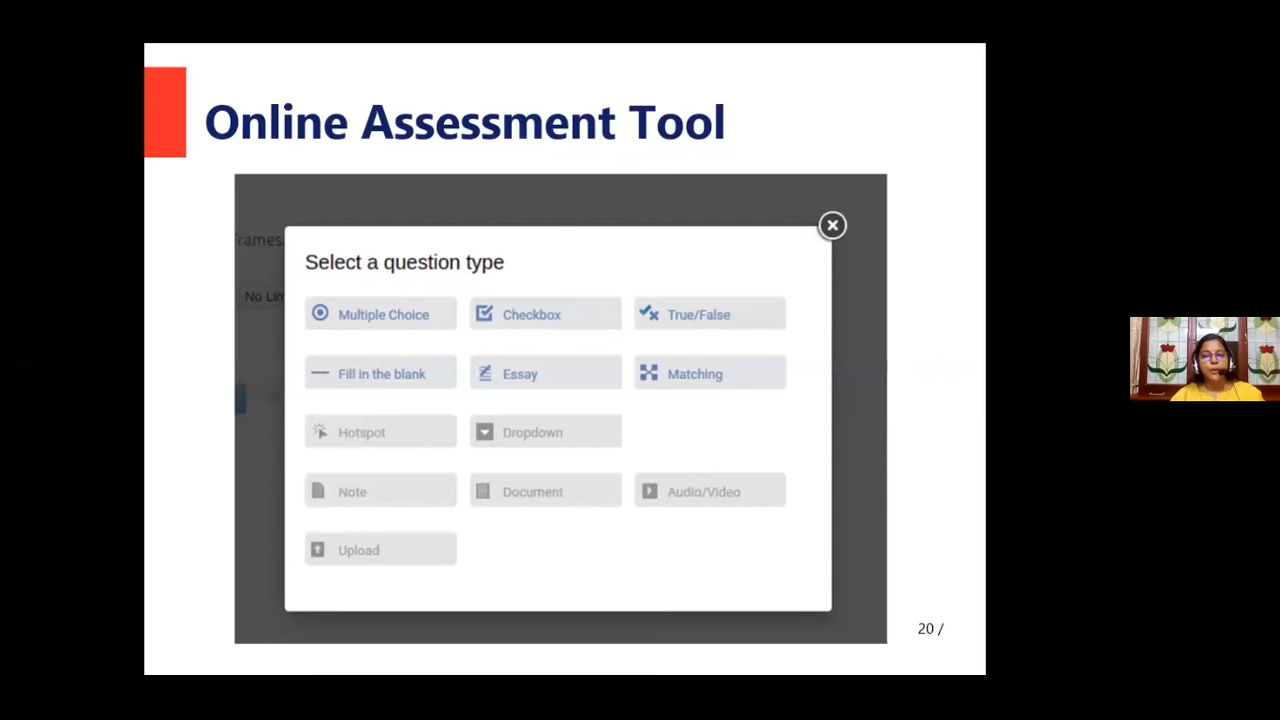 Online Assessment Tool
Frames.
No Lim
Select a question type
Multiple Choice
Checkbox
True/False
Fill in the blank
Essay
Matching
Hotspot
Dropdown
Note
Document
Audio/Video
Upload
20 /